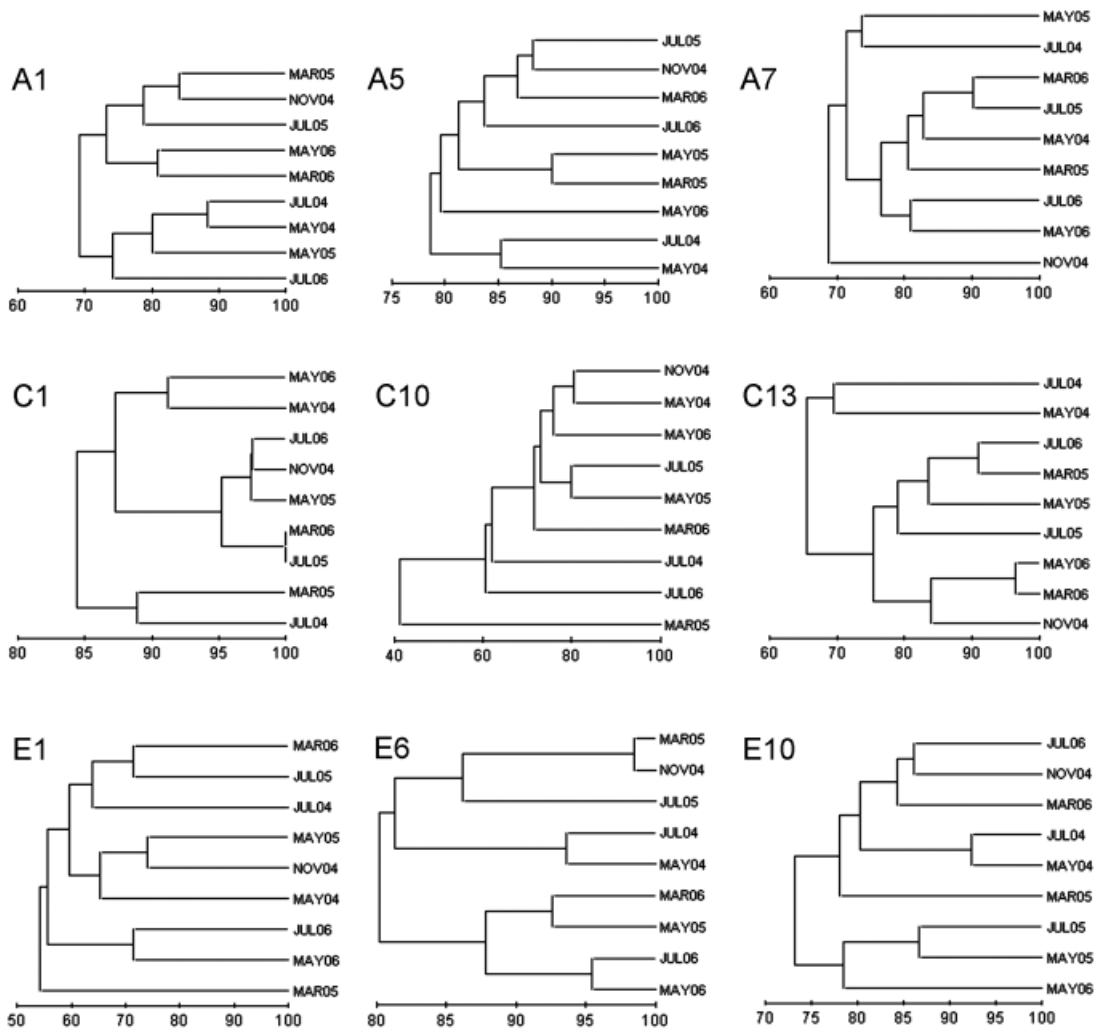 A1
MAR05
NOV04
JUL05
MAY06
MAR06
JUL04
MAY04
MAY05
JUL06
60 70 80 90 100
A5
JUL05
NOV04
MAR06
JUL06
MAY05
MAR05
MAY06
JUL04
MAY04
75 80 85 90 95 100
A7
MAY05
JUL04
MAR06
JUL05
MAY04
MAR05
JUL06
MAY06
NOV04
60 70 80 90 100
C1
MAY06
MAY04
JUL06
NOV04
MAY05
MAR06
JUL05
MAR05
JUL04
80 85 90 95 100
C10
NOV04
MAY04
MAY06
JUL05
MAY05
MAR06
JUL04
JUL06
MAR05
40 60 80 100
C13
JUL04
MAY04
JUL06
MAR05
MAY05
JUL05
MAY06
MAR06
NOV04
60 70 80 90 100
E1
MAR06
JUL05
JUL04
MAY05
NOV04
MAY04
JUL06
MAY06
MAR05
50 60 70 80 90 100
E6
MAR05
NOV04
JUL05
JUL04
MAY04
MAR06
MAY05
JUL06
MAY06
80 85 90 95 100
E10
JUL06
NOV04
MAR06
JUL04
MAY04
MAR05
JUL05
MAY05
MAY06
70 75 80 85 90 95 100